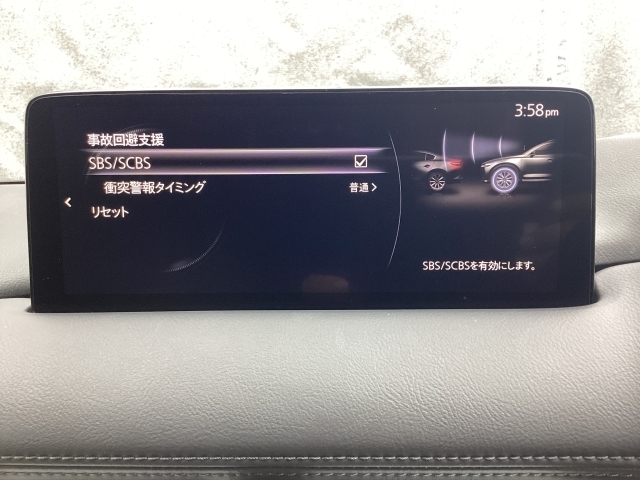 3:58pm
事故回避支援
SBS/SCBS
衝突警報タイミング 普通
リセット
SBS/SCBSを有効にします。